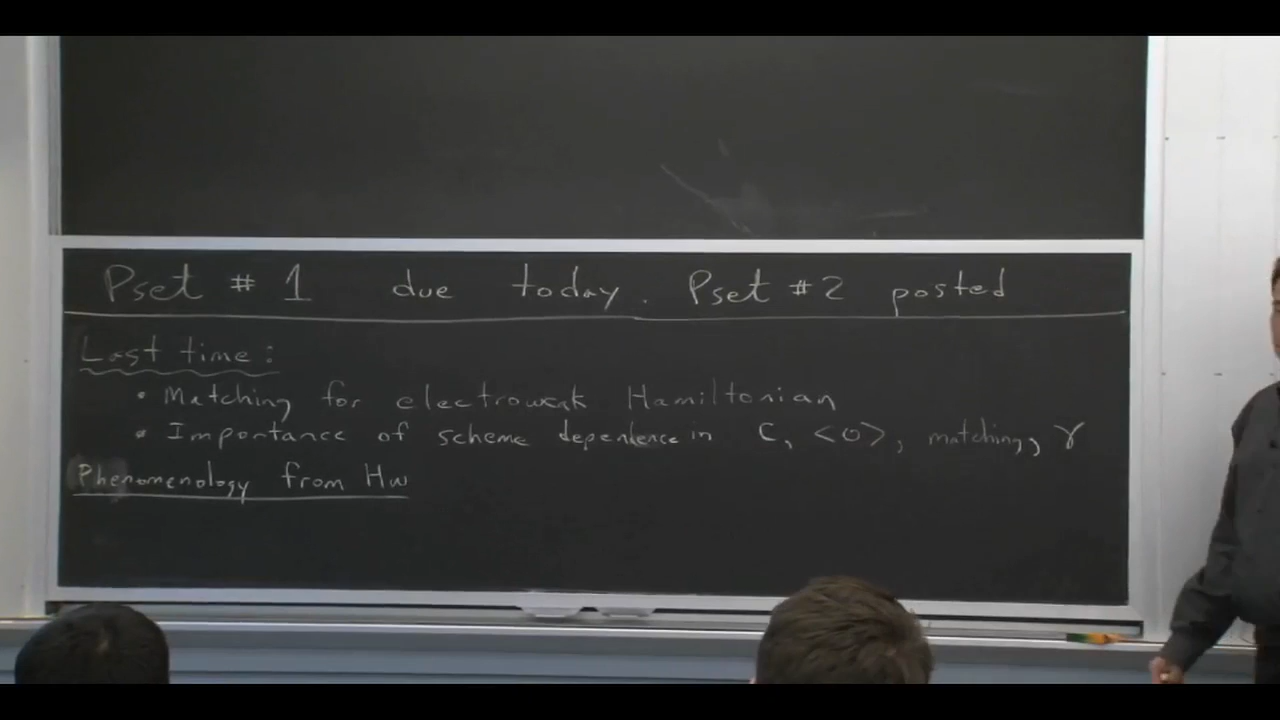 Pset # 1 due today. Pset # 2 posted
Last time:
• Matching for electroweak Hamiltonian
• Importance of scheme dependence in C, <O>, matching, γ
Phenomenology from Hw